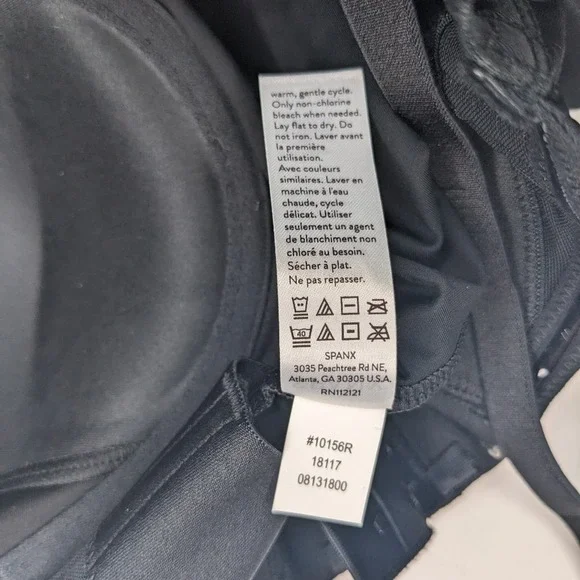 warm, gentle cycle.
Only non-chlorine
bleach when needed.
Lay flat to dry. Do
not iron. Laver avant
la première
utilisation.
Avec couleurs
similaires. Laver en
machine à l'eau
chaude, cycle
délicat. Utiliser
seulement un agent
de blanchiment non
chloré au besoin.
Sécher à plat.
Ne pas repasser.
40
SPANX
3035 Peachtree Rd NE,
Atlanta, GA 30305 U.S.A.
RN112121
#10156R
18117
08131800